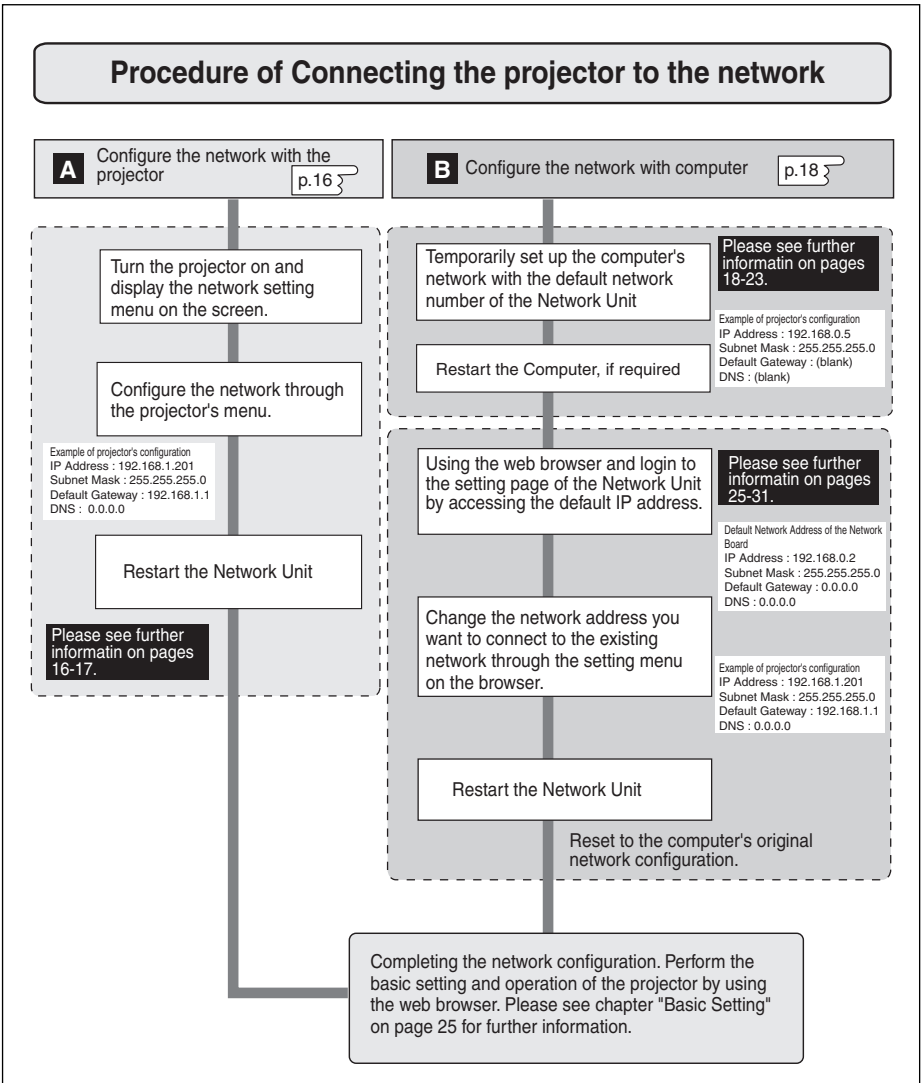 Procedure of Connecting the projector to the network
A
Configure the network with the
projector
p.16
Turn the projector on and
display the network setting
menu on the screen.
Configure the network through
the projector's menu.
Example of projector's configuration
IP Address : 192.168.1.201
Subnet Mask : 255.255.255.0
Default Gateway : 192.168.1.1
DNS : 0.0.0.0
Restart the Network Unit
Please see further
informatin on pages
16-17.
B
Configure the network with computer
p.18
Temporarily set up the computer's
network with the default network
number of the Network Unit
Please see further
informatin on pages
18-23.
Example of projector's configuration
IP Address : 192.168.0.5
Subnet Mask : 255.255.255.0
Default Gateway : (blank)
DNS : (blank)
Restart the Computer, if required
Using the web browser and login to
the setting page of the Network Unit
by accessing the default IP address.
Please see further
informatin on pages
25-31.
Default Network Address of the Network
Board
IP Address : 192.168.0.2
Subnet Mask : 255.255.255.0
Default Gateway : 0.0.0.0
DNS : 0.0.0.0
Change the network address you
want to connect to the existing
network through the setting menu
on the browser.
Example of projector's configuration
IP Address : 192.168.1.201
Subnet Mask : 255.255.255.0
Default Gateway : 192.168.1.1
DNS : 0.0.0.0
Restart the Network Unit
Reset to the computer's original
network configuration.
Completing the network configuration. Perform the
basic setting and operation of the projector by using
the web browser. Please see chapter "Basic Setting"
on page 25 for further information.